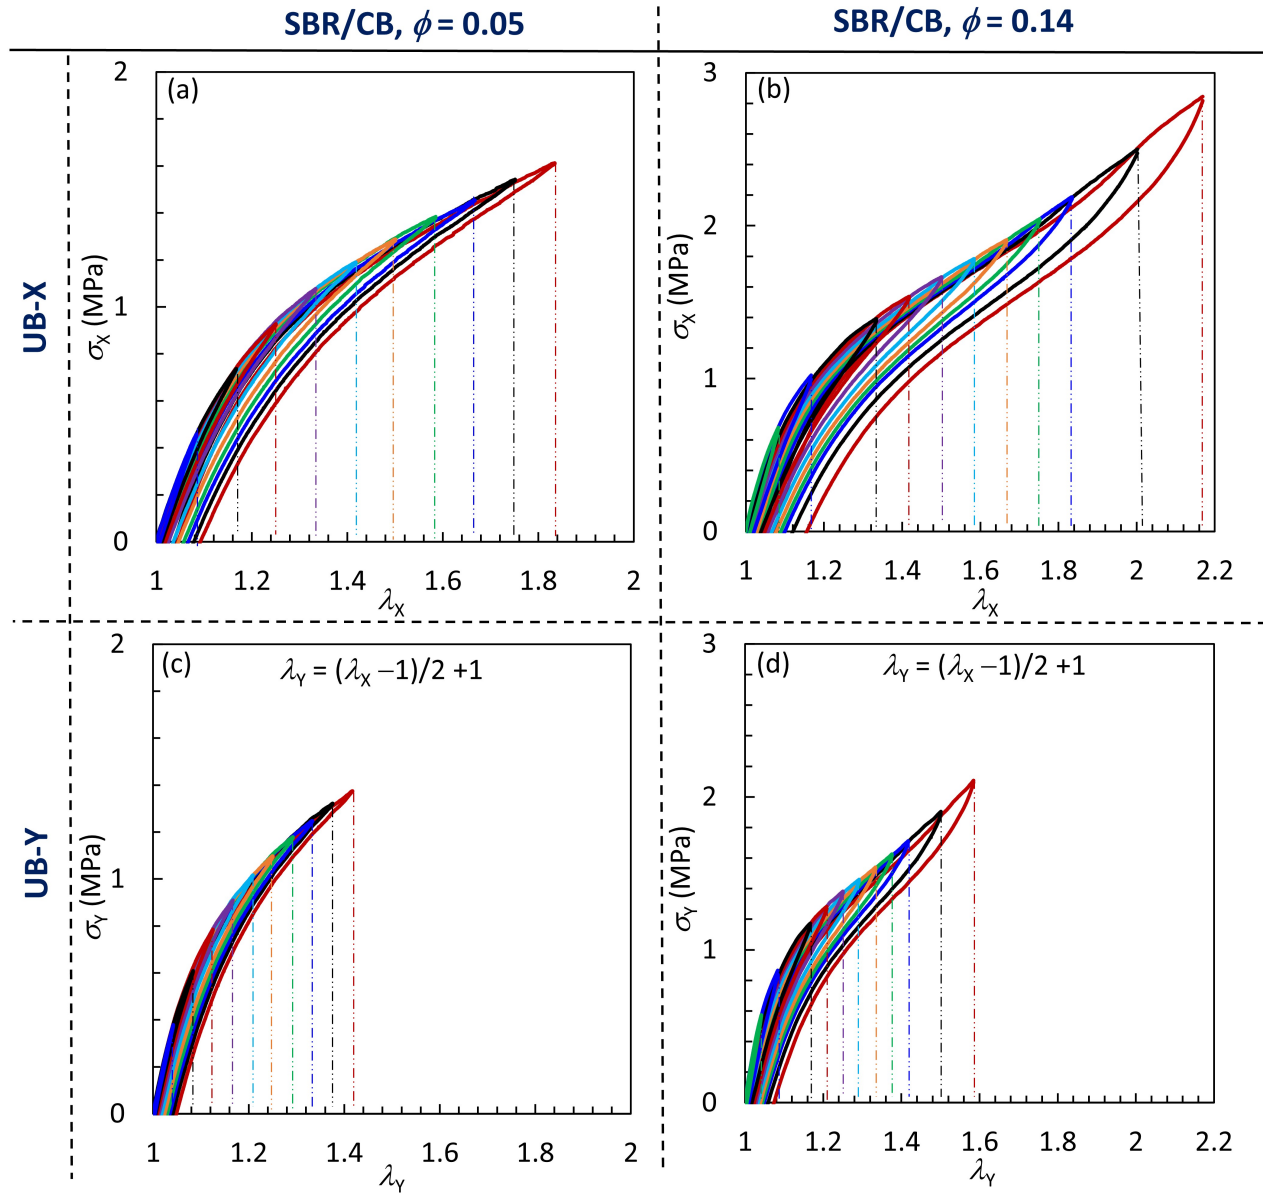 SBR/CB, ϕ = 0.05
SBR/CB, ϕ = 0.14
UB-X
(a)
2
1
0
σX (MPa)
1 1.2 1.4 1.6 1.8 2
λX
(b)
3
2
1
0
σX (MPa)
1 1.2 1.4 1.6 1.8 2 2.2
λX
UB-Y
(c)
λY = (λX −1)/2 +1
2
1
0
σY (MPa)
1 1.2 1.4 1.6 1.8 2
λY
(d)
λY = (λX −1)/2 +1
3
2
1
0
σY (MPa)
1 1.2 1.4 1.6 1.8 2 2.2
λY